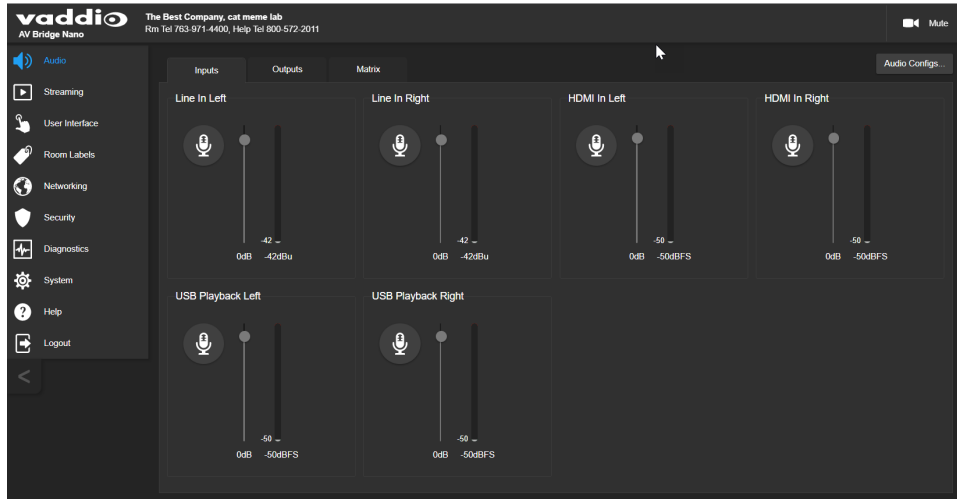 vaddio
AV Bridge Nano
The Best Company, cat meme lab
Rm Tel 763-971-4400, Help Tel 800-572-2011
Mute
Audio
Streaming
User Interface
Room Labels
Networking
Security
Diagnostics
System
Help
Logout
<
Inputs Outputs Matrix
Audio Configs...
Line In Left Line In Right HDMI In Left HDMI In Right
-42 -42 -50 -50
0dB -42dBu 0dB -42dBu 0dB -50dBFS 0dB -50dBFS
USB Playback Left USB Playback Right
-50 -50
0dB -50dBFS 0dB -50dBFS